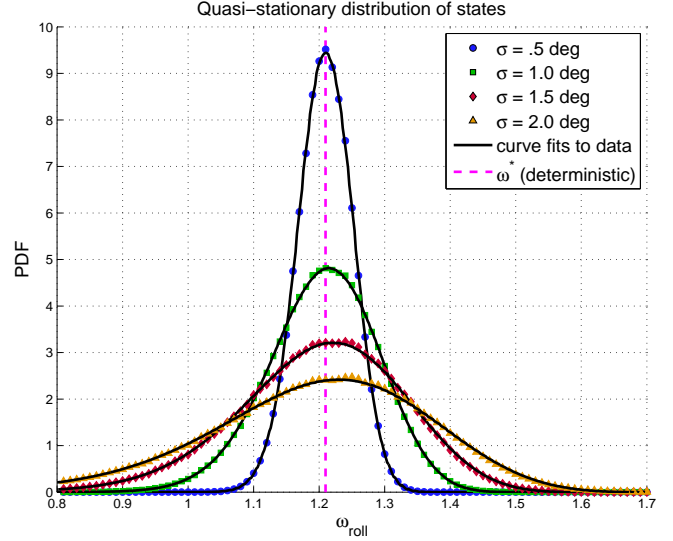 Quasi−stationary distribution of states
10
9
8
7
6
5
4
3
2
1
0
PDF
σ = .5 deg
σ = 1.0 deg
σ = 1.5 deg
σ = 2.0 deg
curve fits to data
ω* (deterministic)
0.8 0.9 1 1.1 1.2 1.3 1.4 1.5 1.6 1.7
ωroll